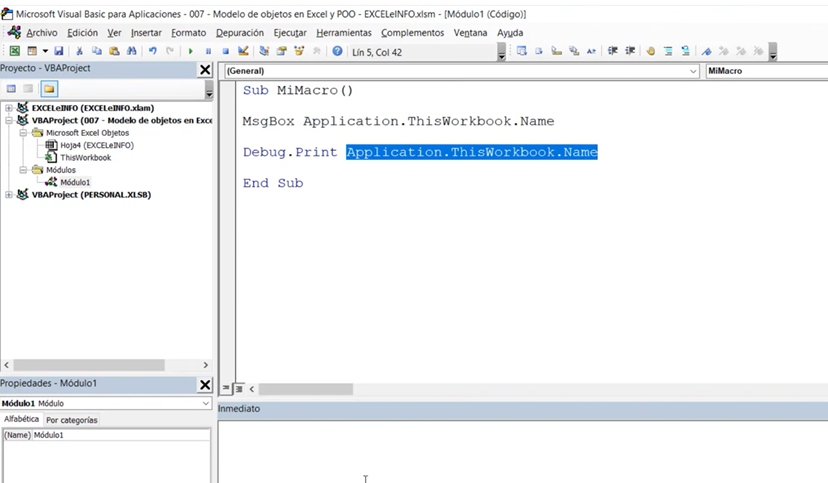 Microsoft Visual Basic para Aplicaciones - 007 - Modelo de objetos en Excel y POO - EXCELeINFO.xlsm - [Módulo1 (Código)]
Archivo Edición Ver Insertar Formato Depuración Ejecutar Herramientas Complementos Ventana Ayuda
Lín 5, Col 42
Proyecto - VBAProject
EXCELeINFO (EXCELeINFO.xlam)
VBAProject (007 - Modelo de objetos en Exce
Microsoft Excel Objetos
Hoja4 (EXCELeINFO)
ThisWorkbook
Módulos
Módulo1
VBAProject (PERSONAL.XLSB)
Propiedades - Módulo1
Módulo1 Módulo
Alfabética Por categorías
(Name) Módulo1
(General) MiMacro
Sub MiMacro()
MsgBox Application.ThisWorkbook.Name
Debug.Print Application.ThisWorkbook.Name
End Sub
Inmediato